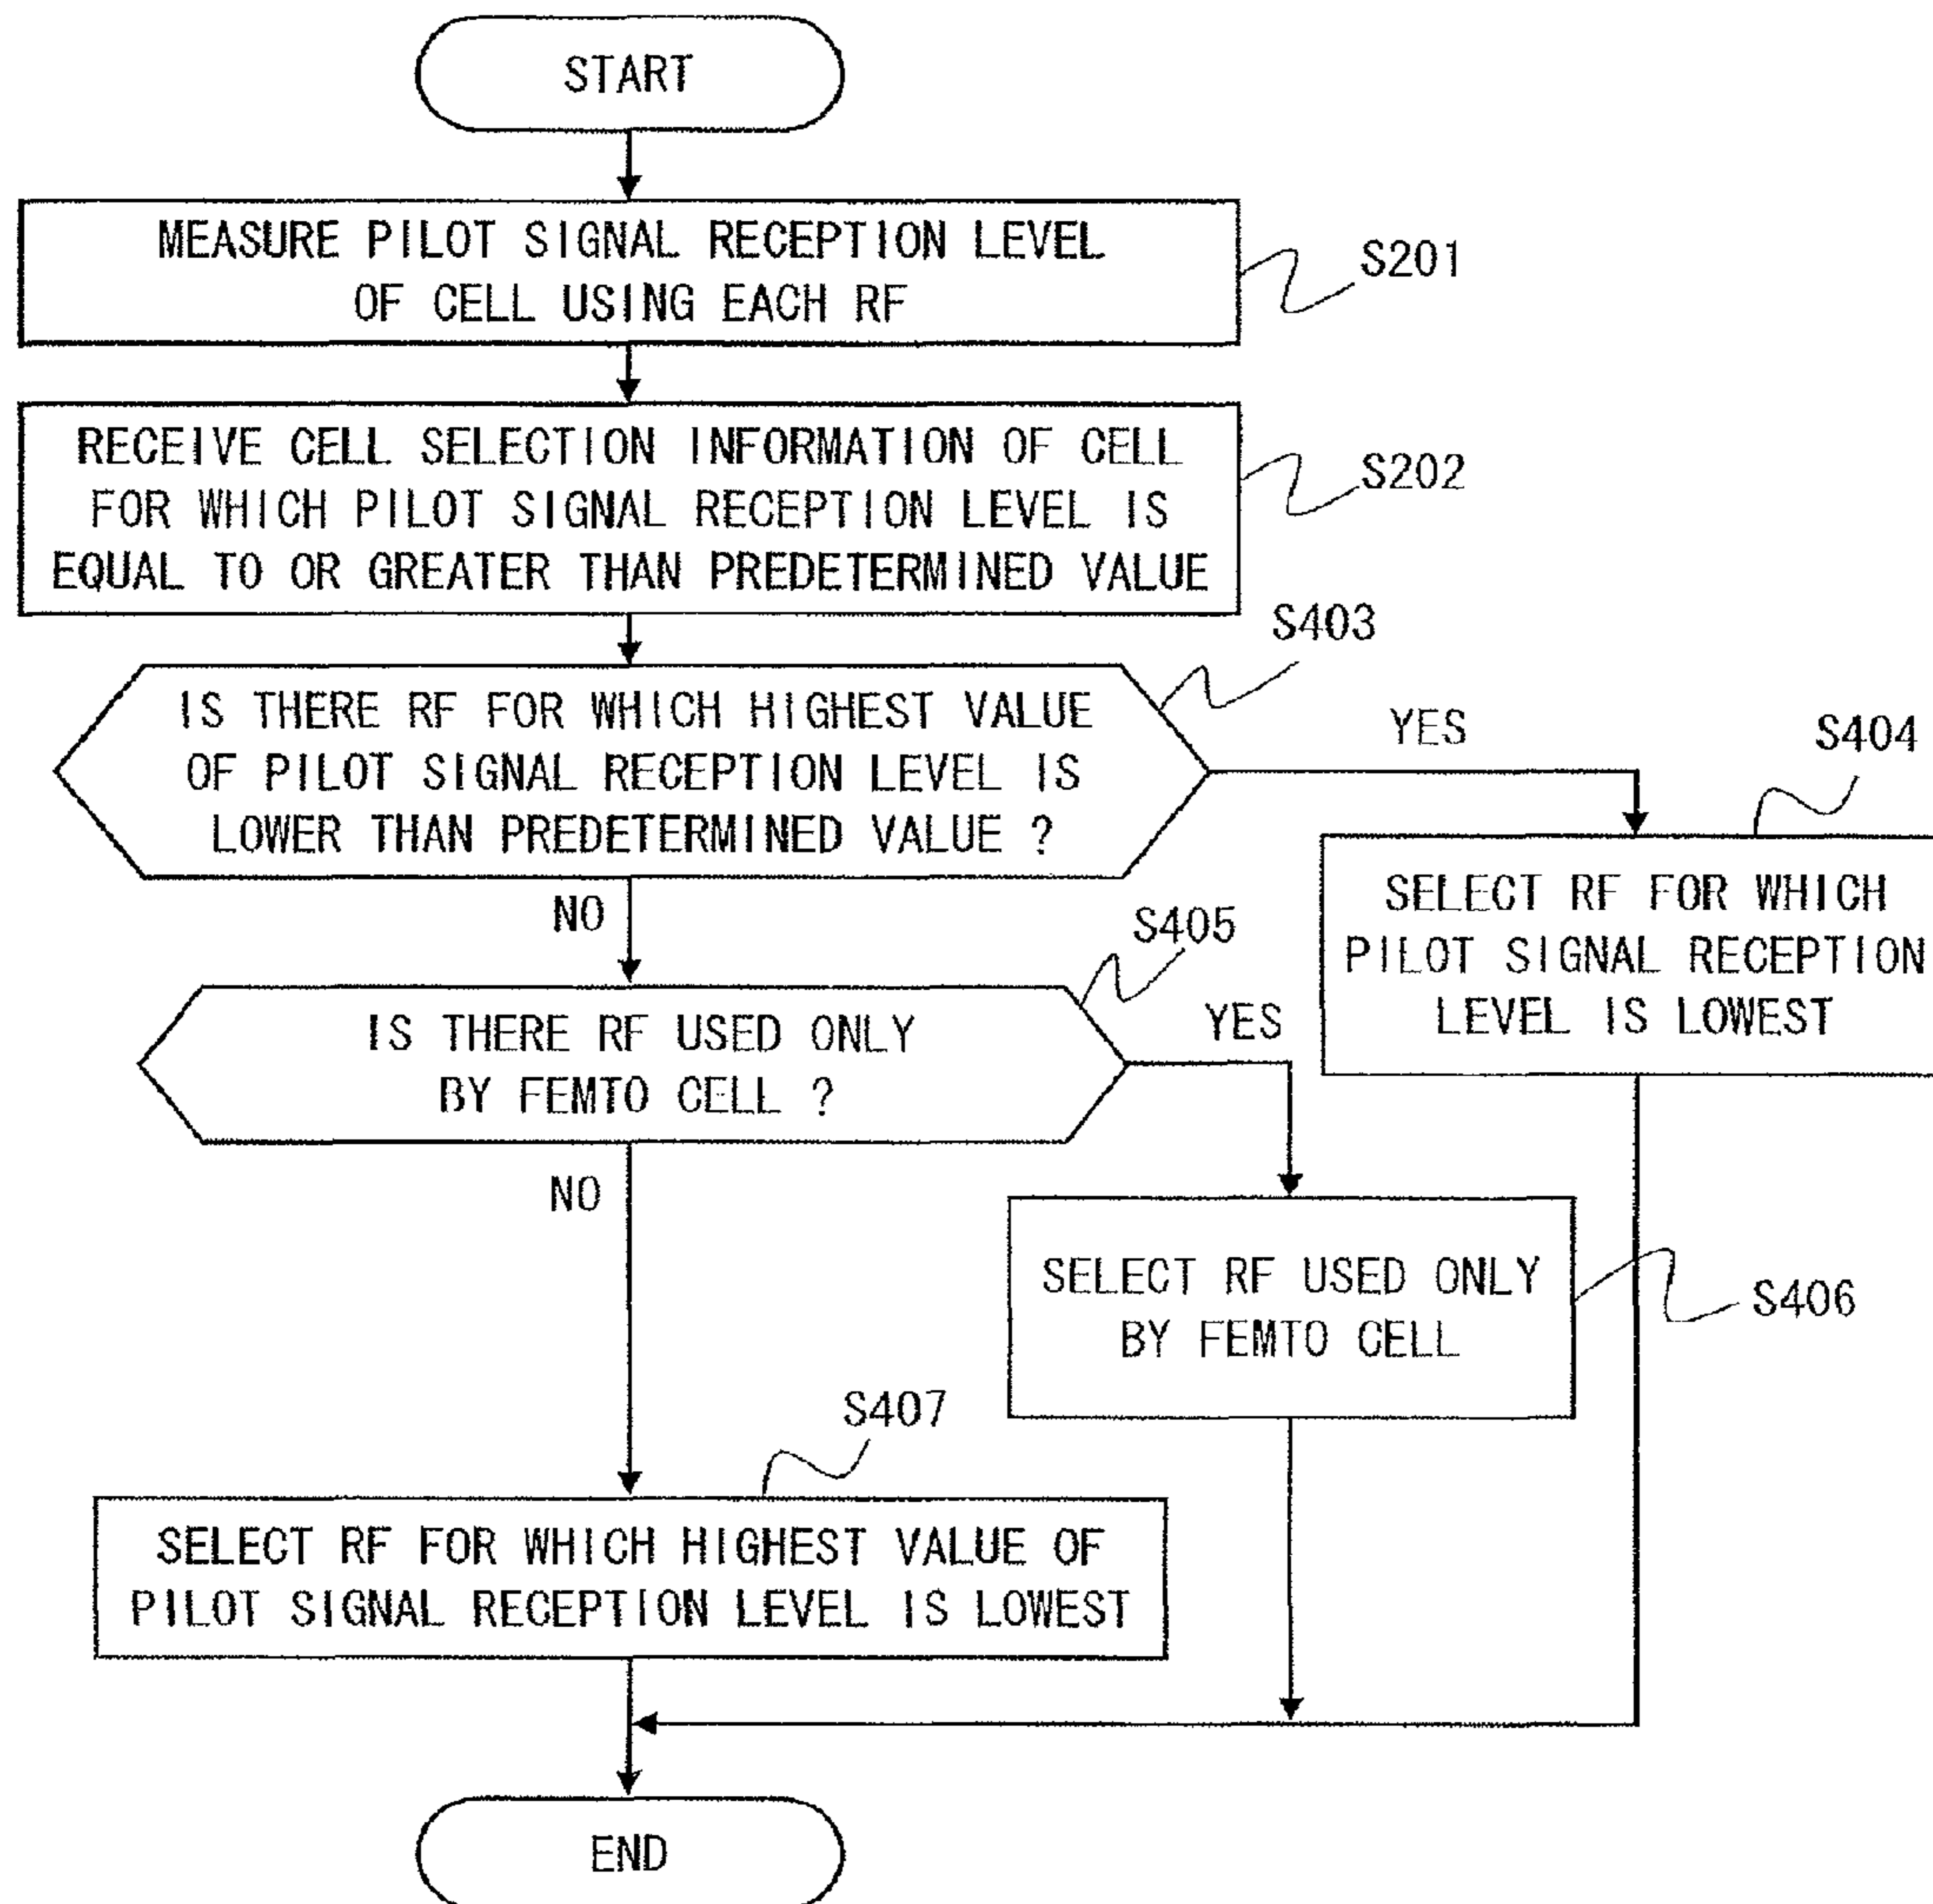 START
MEASURE PILOT SIGNAL RECEPTION LEVEL
OF CELL USING EACH RF
S201
RECEIVE CELL SELECTION INFORMATION OF CELL
FOR WHICH PILOT SIGNAL RECEPTION LEVEL IS
EQUAL TO OR GREATER THAN PREDETERMINED VALUE
S202
IS THERE RF FOR WHICH HIGHEST VALUE
OF PILOT SIGNAL RECEPTION LEVEL IS
LOWER THAN PREDETERMINED VALUE ?
S403
YES
S404
SELECT RF FOR WHICH
PILOT SIGNAL RECEPTION
LEVEL IS LOWEST
NO
S405
IS THERE RF USED ONLY
BY FEMTO CELL ?
YES
NO
SELECT RF USED ONLY
BY FEMTO CELL
S406
S407
SELECT RF FOR WHICH HIGHEST VALUE OF
PILOT SIGNAL RECEPTION LEVEL IS LOWEST
END